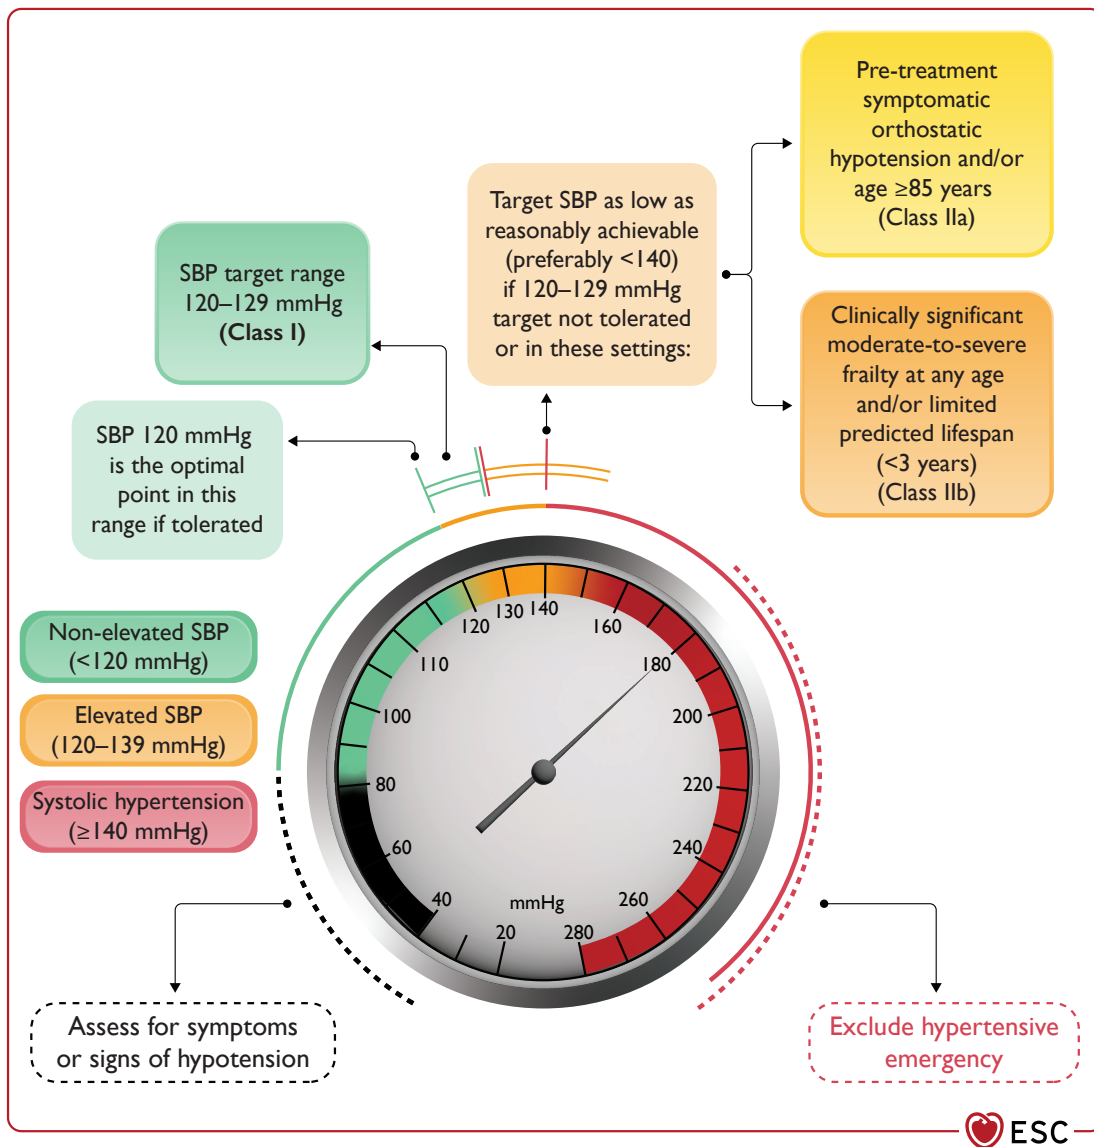 Pre-treatment
symptomatic
orthostatic
hypotension and/or
age ≥85 years
(Class IIa)
Target SBP as low as
reasonably achievable
(preferably <140)
if 120–129 mmHg
target not tolerated
or in these settings:
SBP target range
120–129 mmHg
(Class I)
Clinically significant
moderate-to-severe
frailty at any age
and/or limited
predicted lifespan
(<3 years)
(Class IIb)
SBP 120 mmHg
is the optimal
point in this
range if tolerated
Non-elevated SBP
(<120 mmHg)
Elevated SBP
(120–139 mmHg)
Systolic hypertension
(≥140 mmHg)
20
40
60
80
100
110
120
130
140
160
180
200
220
240
260
280
mmHg
Assess for symptoms
or signs of hypotension
Exclude hypertensive
emergency
ESC